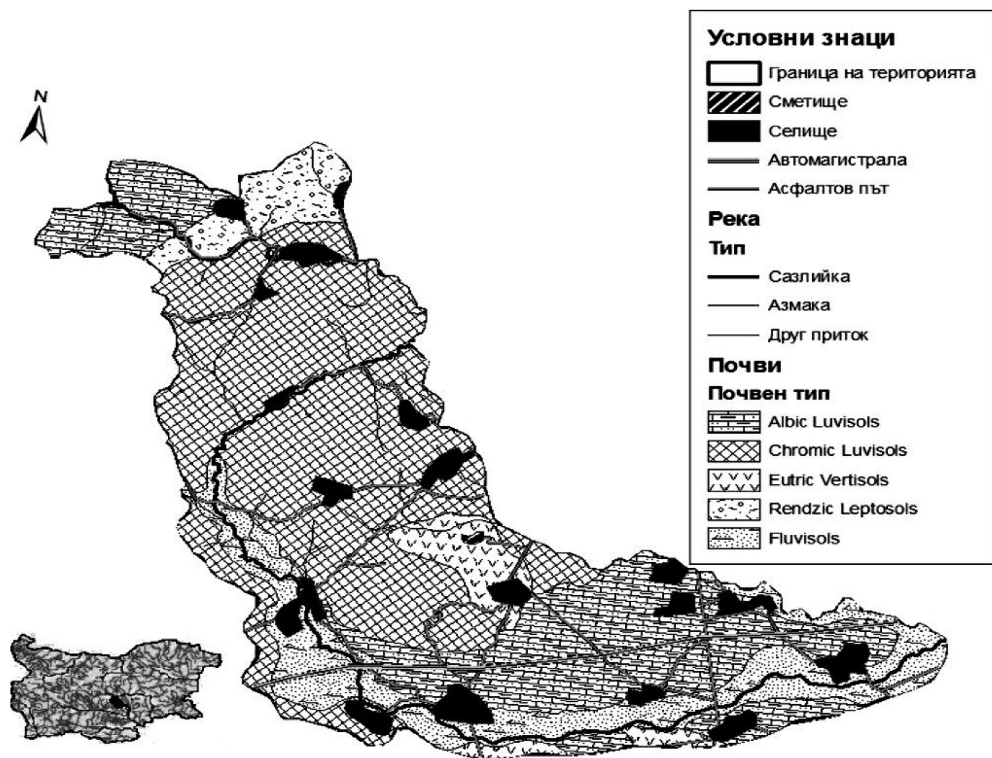 N
Условни знаци
Граница на територията
Сметище
Селище
Автомагистрала
Асфалтов път
Река
Тип
Сазлийка
Азмака
Друг приток
Почви
Почвен тип
Albic Luvisols
Chromic Luvisols
Eutric Vertisols
Rendzic Leptosols
Fluvisols